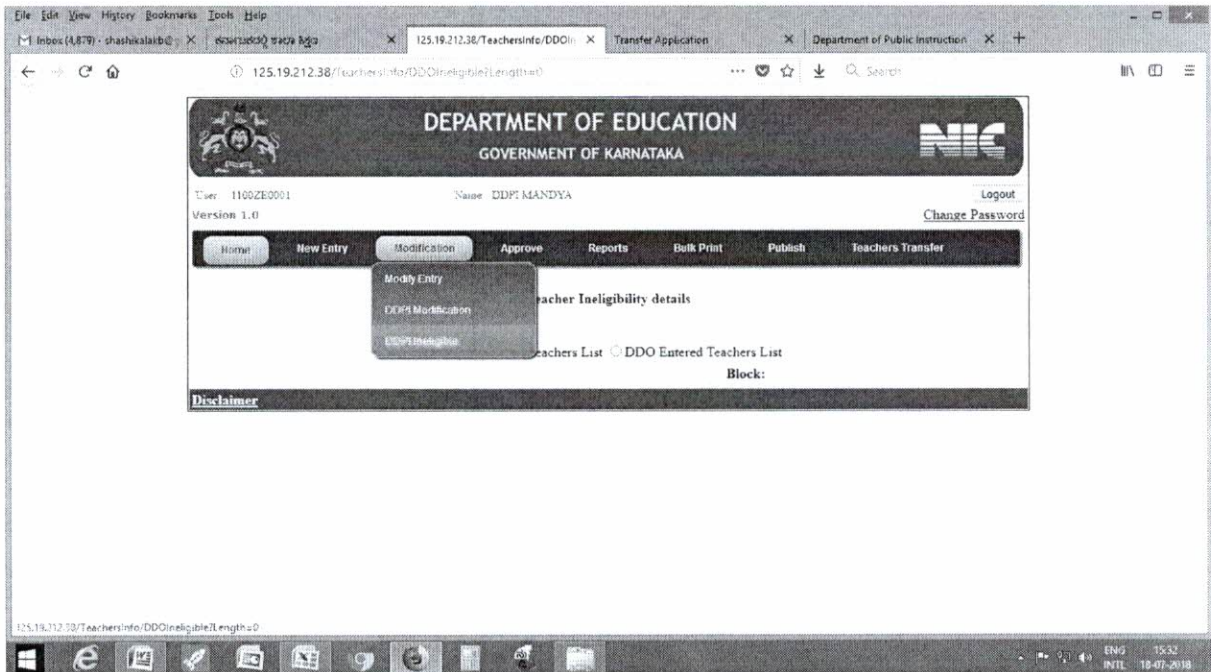 File Edit View History Bookmarks Tools Help
Inbox (4,879) - shashikalakb@ 125.19.212.38/TeachersInfo/DDOIn Transfer Application Department of Public Instruction
125.19.212.38/TeachersInfo/DDOIneligible?Length=0 Search
DEPARTMENT OF EDUCATION
GOVERNMENT OF KARNATAKA
NIC
User 1100ZE0001 Name DDPI MANDYA Logout
Version 1.0 Change Password
Home New Entry Modification Approve Reports Bulk Print Publish Teachers Transfer
Modify Entry
eacher Ineligibility details
DDPI Modification
DDPI Ineligible
eachers List DDO Entered Teachers List
Block:
Disclaimer
125.19.212.38/TeachersInfo/DDOIneligible?Length=0
ENG 15:32
INTL 18-07-2018